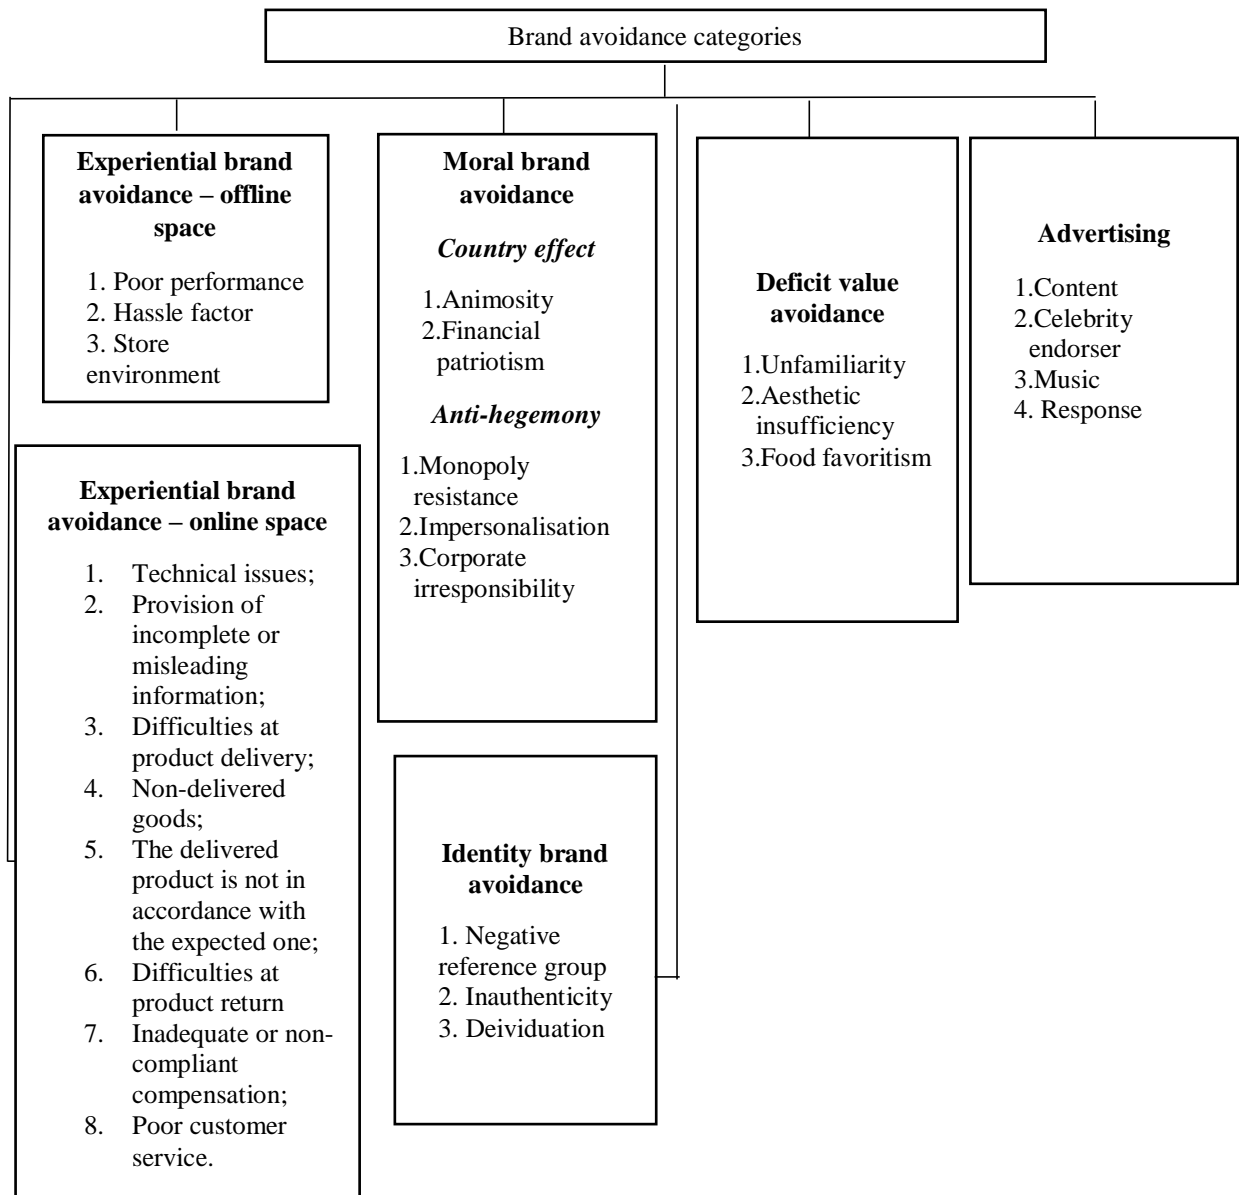 Brand avoidance categories
Experiential brand
avoidance – offline
space
1. Poor performance
2. Hassle factor
3. Store
environment
Experiential brand
avoidance – online space
1. Technical issues;
2. Provision of
incomplete or
misleading
information;
3. Difficulties at
product delivery;
4. Non-delivered
goods;
5. The delivered
product is not in
accordance with
the expected one;
6. Difficulties at
product return
7. Inadequate or non-
compliant
compensation;
8. Poor customer
service.
Moral brand
avoidance
Country effect
1.Animosity
2.Financial
patriotism
Anti-hegemony
1.Monopoly
resistance
2.Impersonalisation
3.Corporate
irresponsibility
Identity brand
avoidance
1. Negative
reference group
2. Inauthenticity
3. Deividuation
Deficit value
avoidance
1.Unfamiliarity
2.Aesthetic
insufficiency
3.Food favoritism
Advertising
1.Content
2.Celebrity
endorser
3.Music
4. Response